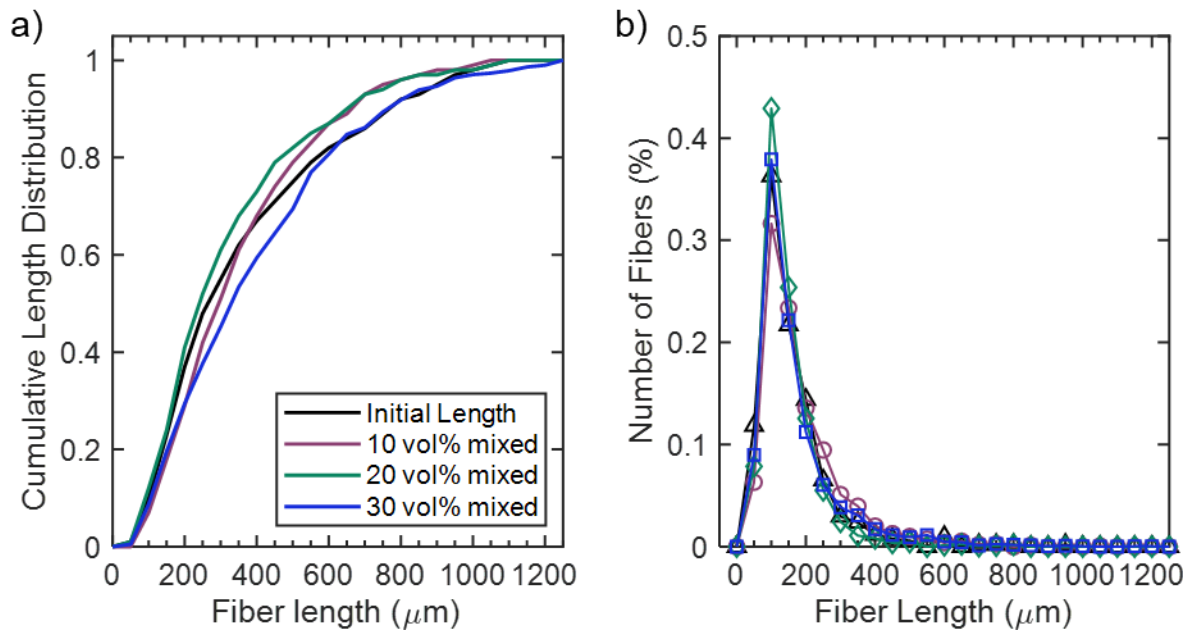 a)
Cumulative Length Distribution
1
0.8
0.6
0.4
0.2
0
0 200 400 600 800 1000 1200
Fiber length (μm)
Initial Length
10 vol% mixed
20 vol% mixed
30 vol% mixed
b)
Number of Fibers (%)
0.5
0.4
0.3
0.2
0.1
0
0 200 400 600 800 1000 1200
Fiber Length (μm)